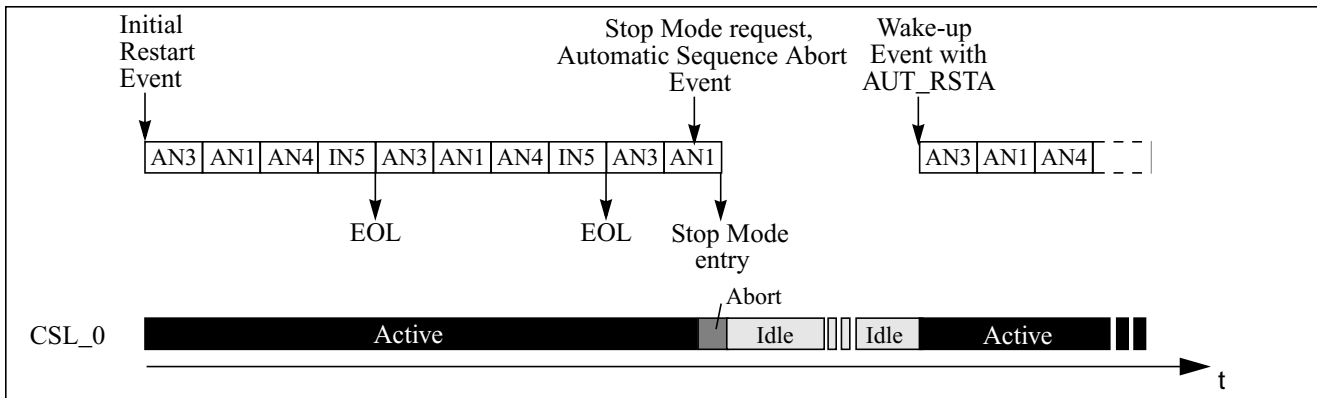 Initial
Restart
Event
Stop Mode request,
Automatic Sequence Abort
Event
Wake-up
Event with
AUT_RSTA
AN3 AN1 AN4 IN5 AN3 AN1 AN4 IN5 AN3 AN1
AN3 AN1 AN4
EOL
EOL
Stop Mode
entry
Abort
CSL_0
Active
Idle
Idle
Active
t